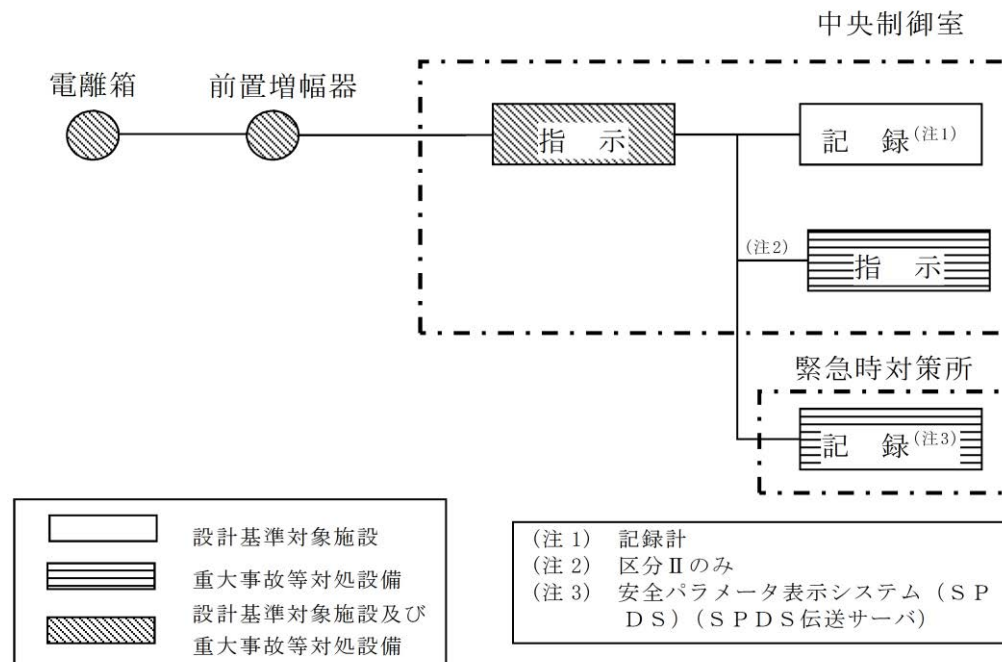 中央制御室
電離箱
前置増幅器
指　示
記　録(注1)
(注2)
指　示
緊急時対策所
記　録(注3)
設計基準対象施設
重大事故等対処設備
設計基準対象施設及び
重大事故等対処設備
(注 1)　記録計
(注 2)　区分Ⅱのみ
(注 3)　安全パラメータ表示システム（ＳＰ
ＤＳ）（ＳＰＤＳ伝送サーバ）